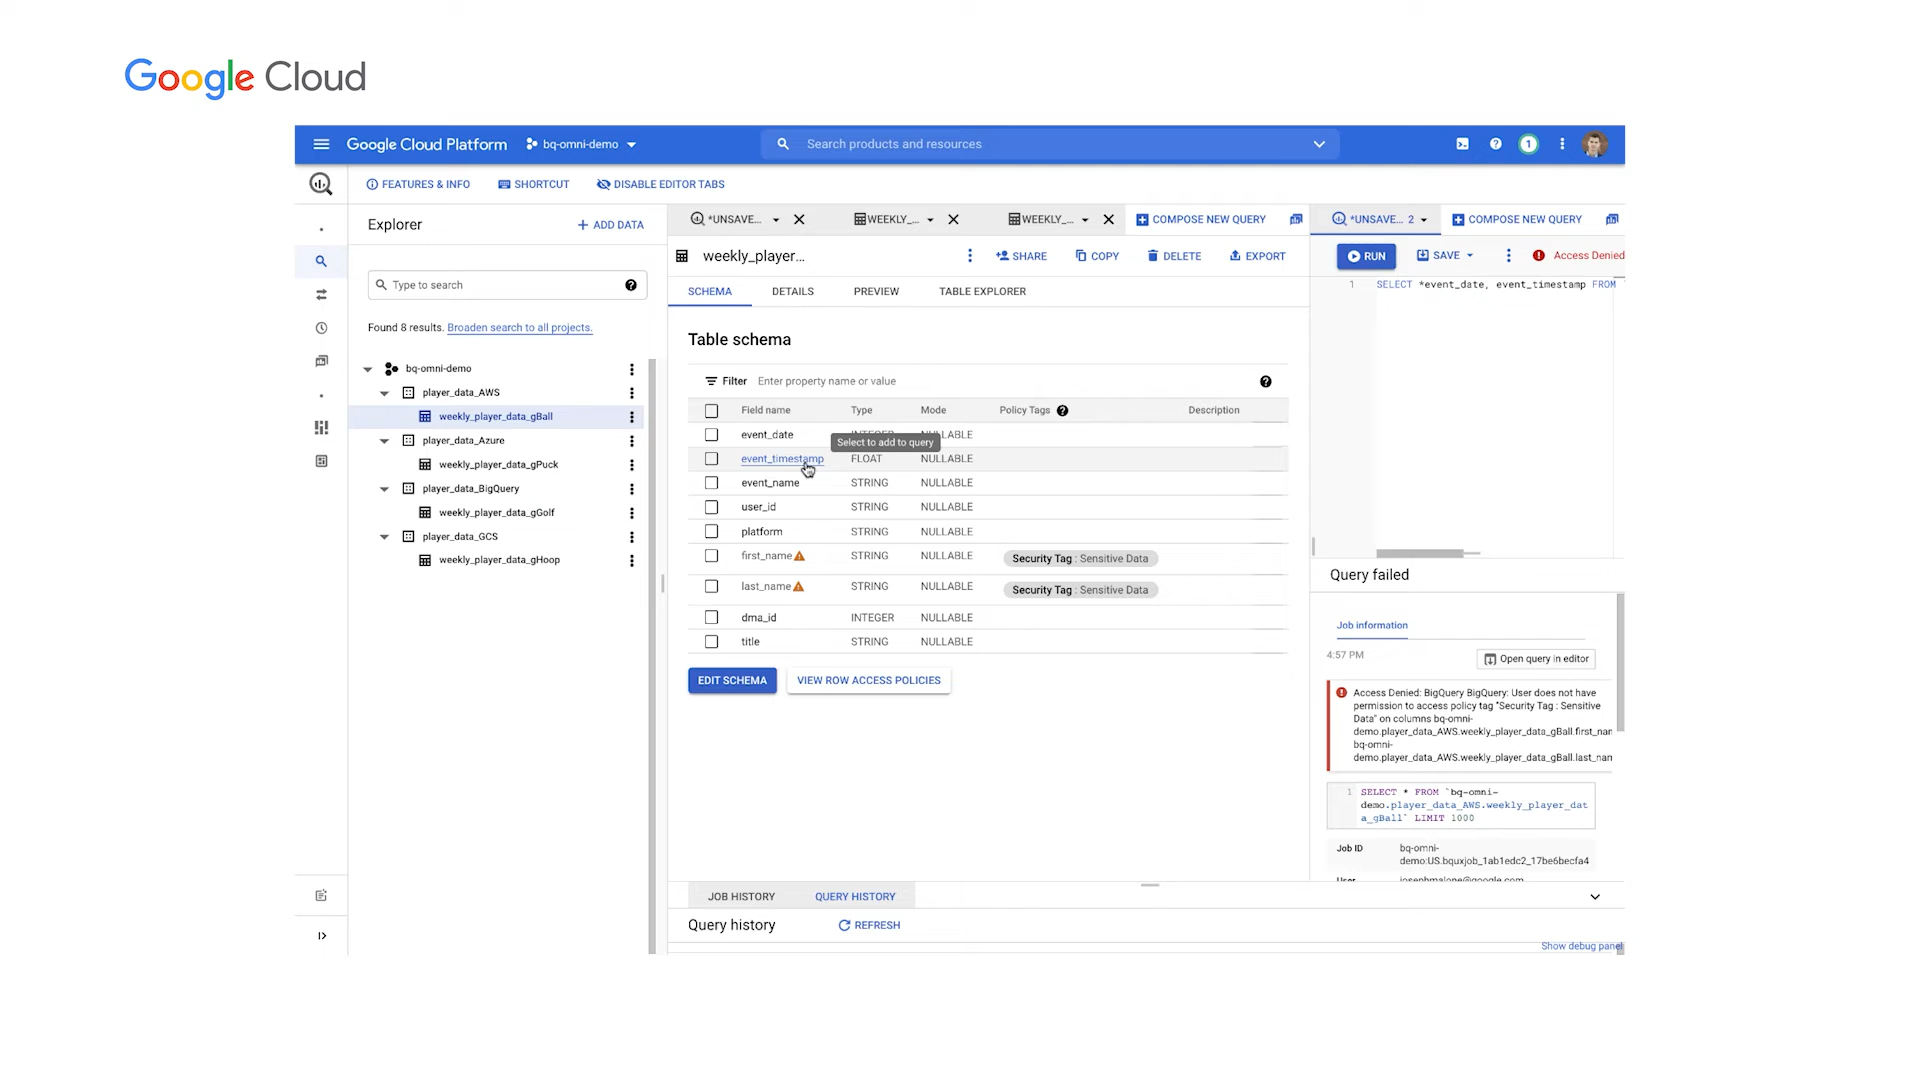 Google Cloud
Google Cloud Platform bq-omni-demo Search products and resources 1
FEATURES & INFO SHORTCUT DISABLE EDITOR TABS
Explorer + ADD DATA
*UNSAVE... WEEKLY_... WEEKLY_... COMPOSE NEW QUERY *UNSAVE... 2 COMPOSE NEW QUERY
weekly_player... SHARE COPY DELETE EXPORT RUN SAVE Access Denied
Type to search
SCHEMA DETAILS PREVIEW TABLE EXPLORER
1 SELECT *event_date, event_timestamp FROM `
Found 8 results. Broaden search to all projects.
bq-omni-demo
player_data_AWS
weekly_player_data_gBall
player_data_Azure
weekly_player_data_gPuck
player_data_BigQuery
weekly_player_data_gGolf
player_data_GCS
weekly_player_data_gHoop
Table schema
Filter Enter property name or value
Field name Type Mode Policy Tags Description
event_date INTEGER NULLABLE
Select to add to query
event_timestamp FLOAT NULLABLE
event_name STRING NULLABLE
user_id STRING NULLABLE
platform STRING NULLABLE
first_name STRING NULLABLE Security Tag : Sensitive Data
last_name STRING NULLABLE Security Tag : Sensitive Data
dma_id INTEGER NULLABLE
title STRING NULLABLE
EDIT SCHEMA VIEW ROW ACCESS POLICIES
Query failed
Job information
4:57 PM Open query in editor
Access Denied: BigQuery BigQuery: User does not have
permission to access policy tag "Security Tag : Sensitive
Data" on columns bq-omni-
demo.player_data_AWS.weekly_player_data_gBall.first_nam
bq-omni-
demo.player_data_AWS.weekly_player_data_gBall.last_nam
1 SELECT * FROM `bq-omni-
demo.player_data_AWS.weekly_player_dat
a_gBall` LIMIT 1000
Job ID bq-omni-
demo:US.bquxjob_1ab1edc2_17be6becfa4
User josephmalone@google.com
JOB HISTORY QUERY HISTORY
Query history REFRESH
Show debug panel